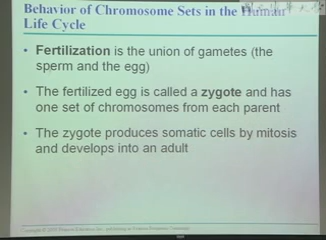 Behavior of Chromosome Sets in the Human
Life Cycle
• Fertilization is the union of gametes (the
sperm and the egg)
• The fertilized egg is called a zygote and has
one set of chromosomes from each parent
• The zygote produces somatic cells by mitosis
and develops into an adult